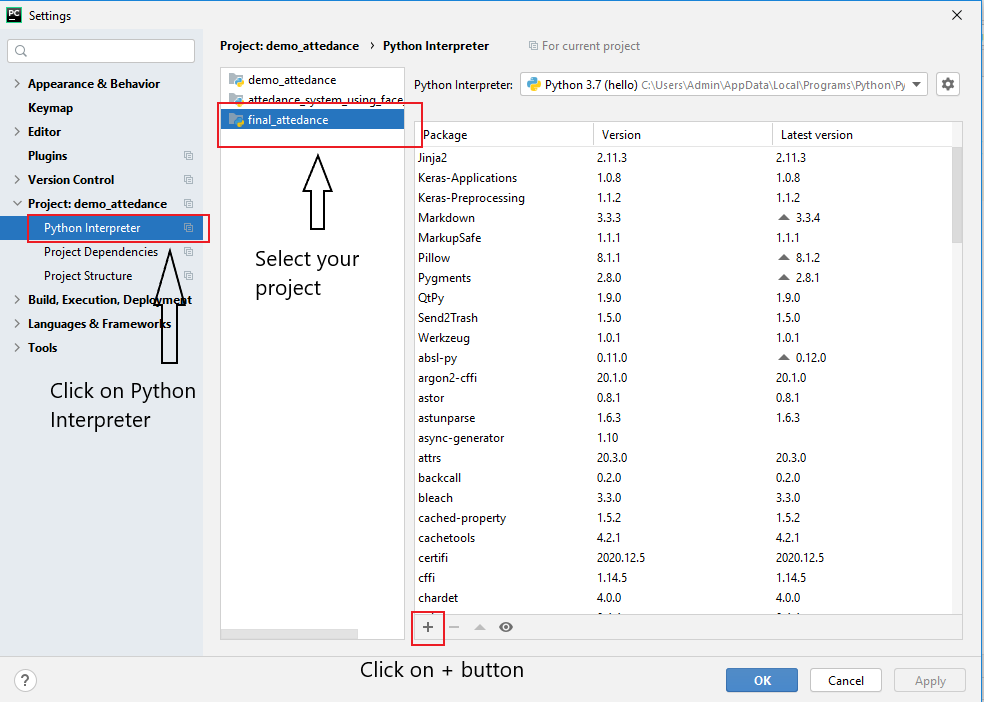 PC Settings
Project: demo_attedance › Python Interpreter For current project
Appearance & Behavior
Keymap
Editor
Plugins
Version Control
Project: demo_attedance
Python Interpreter
Project Dependencies
Project Structure
Build, Execution, Deployment
Languages & Frameworks
Tools
Click on Python
Interpreter
demo_attedance
attedance_system_using_face_
final_attedance
Select your
project
Python Interpreter: Python 3.7 (hello) C:\Users\Admin\AppData\Local\Programs\Python\Py
Package Version Latest version
Jinja2 2.11.3 2.11.3
Keras-Applications 1.0.8 1.0.8
Keras-Preprocessing 1.1.2 1.1.2
Markdown 3.3.3 3.3.4
MarkupSafe 1.1.1 1.1.1
Pillow 8.1.1 8.1.2
Pygments 2.8.0 2.8.1
QtPy 1.9.0 1.9.0
Send2Trash 1.5.0 1.5.0
Werkzeug 1.0.1 1.0.1
absl-py 0.11.0 0.12.0
argon2-cffi 20.1.0 20.1.0
astor 0.8.1 0.8.1
astunparse 1.6.3 1.6.3
async-generator 1.10
attrs 20.3.0 20.3.0
backcall 0.2.0 0.2.0
bleach 3.3.0 3.3.0
cached-property 1.5.2 1.5.2
cachetools 4.2.1 4.2.1
certifi 2020.12.5 2020.12.5
cffi 1.14.5 1.14.5
chardet 4.0.0 4.0.0
+ −
Click on + button
? OK Cancel Apply